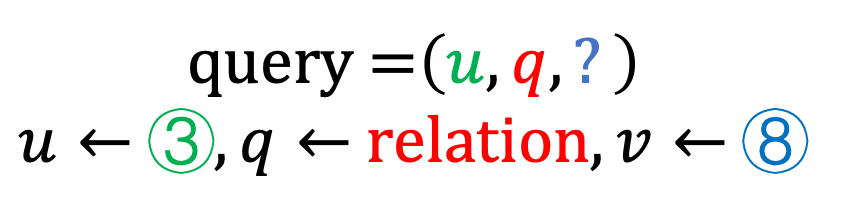 query =(u, q, ? )
u ← ③, q ← relation, v ← ⑧